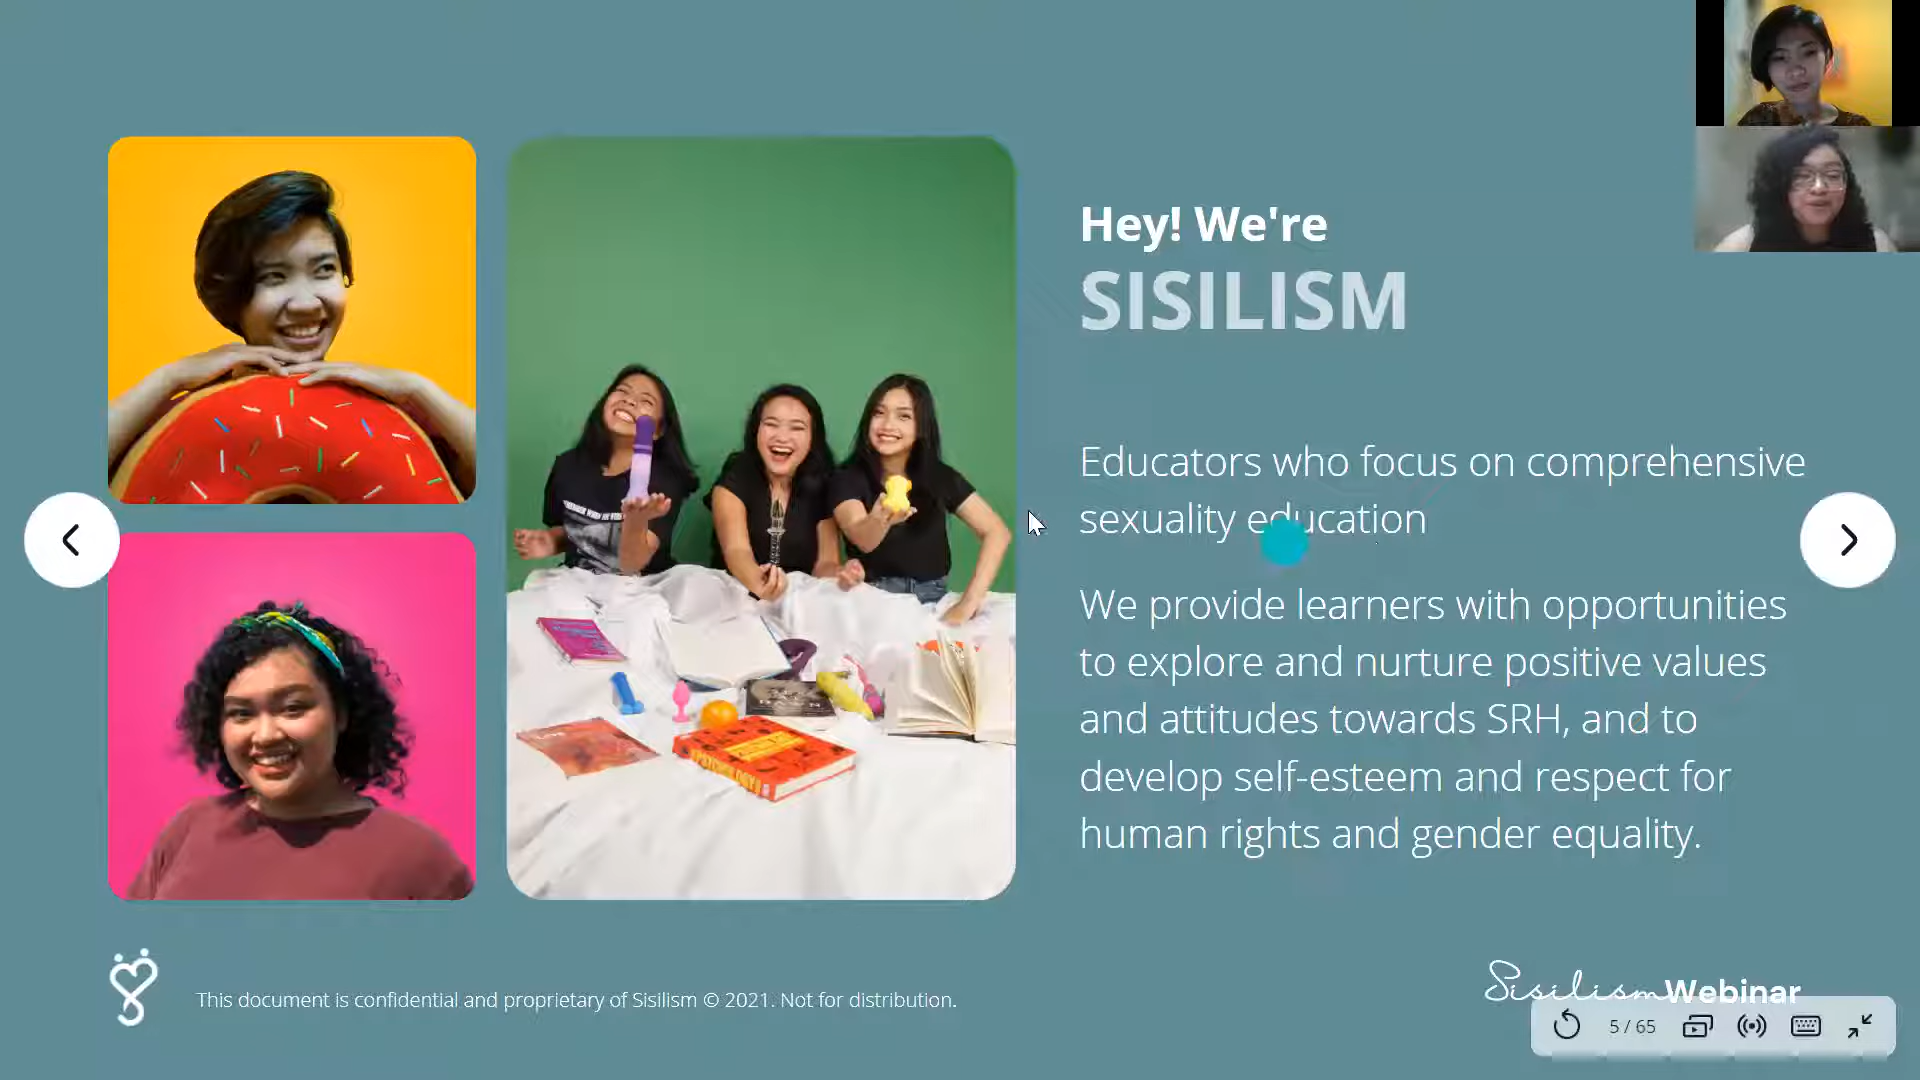 Hey! We're
SISILISM
Educators who focus on comprehensive
sexuality education
We provide learners with opportunities
to explore and nurture positive values
and attitudes towards SRH, and to
develop self-esteem and respect for
human rights and gender equality.
This document is confidential and proprietary of Sisilism © 2021. Not for distribution.
Sisilism Webinar
5 / 65